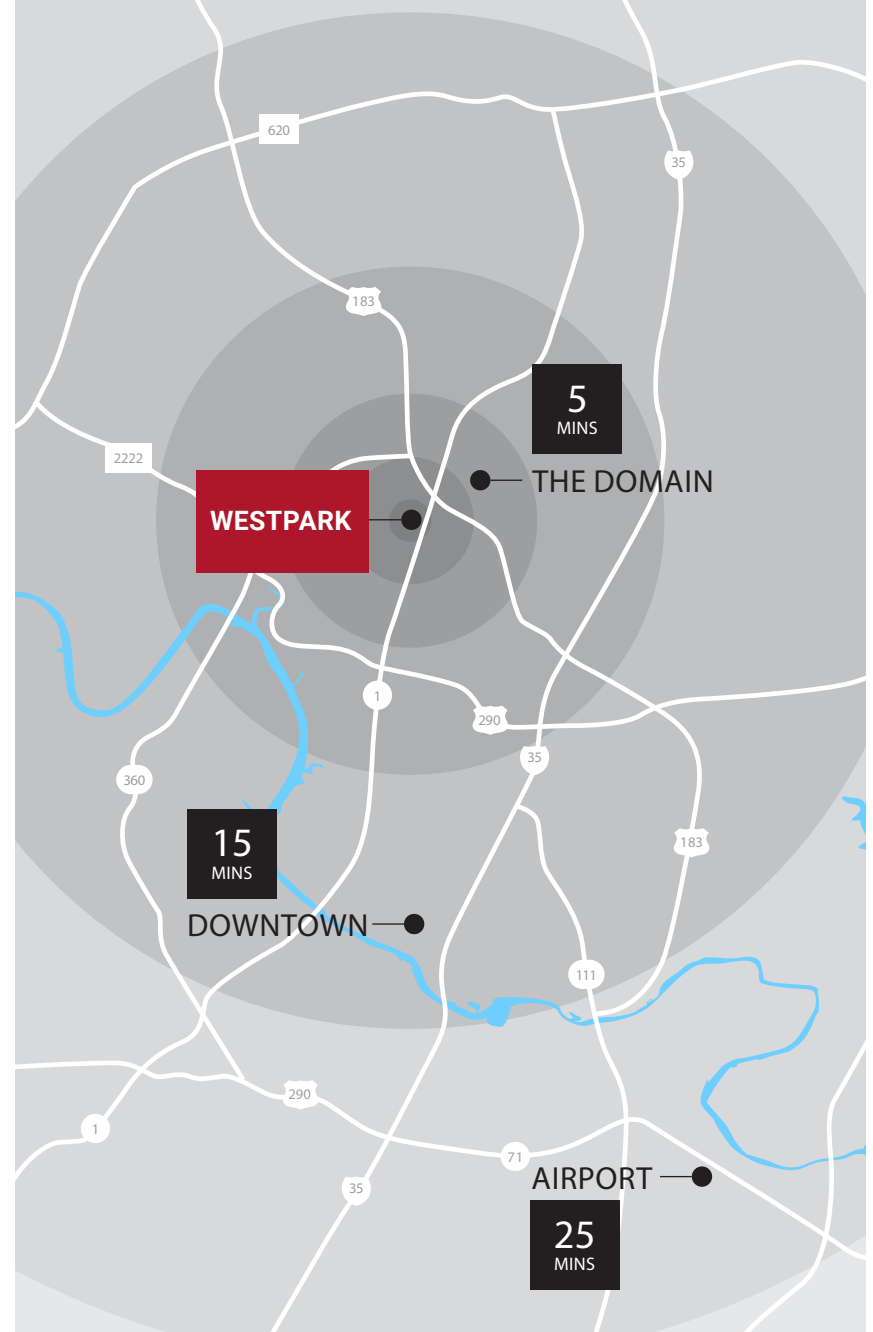 620
35
183
5
MINS
2222
THE DOMAIN
WESTPARK
1
290
35
360
15
MINS
183
DOWNTOWN
111
290
1
71
AIRPORT
35
25
MINS